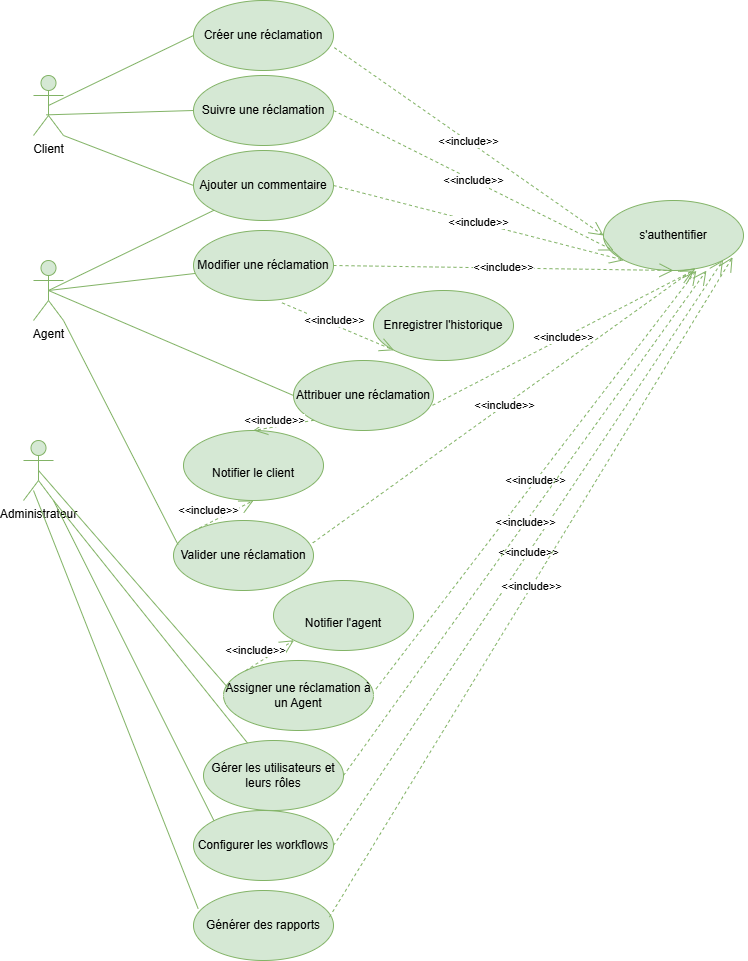 Créer une réclamation
Suivre une réclamation
<<include>>
Client
<<include>>
Ajouter un commentaire
<<include>>
s'authentifier
Modifier une réclamation
<<include>>
<<include>>
Enregistrer l'historique
Agent
<<include>>
Attribuer une réclamation
<<include>>
<<include>>
Notifier le client
<<include>>
<<include>>
Administrateur
<<include>>
Valider une réclamation
<<include>>
<<include>>
Notifier l'agent
<<include>>
Assigner une réclamation à
un Agent
Gérer les utilisateurs et
leurs rôles
Configurer les workflows
Générer des rapports